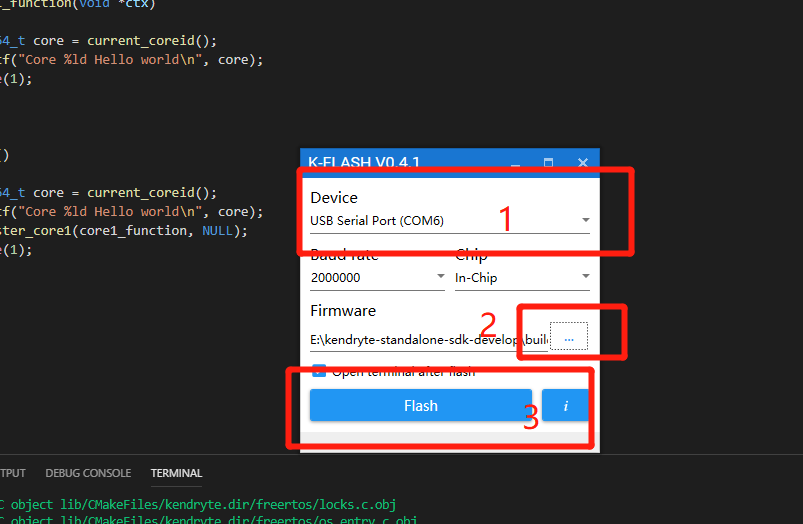 _function(void *ctx)
64_t core = current_coreid();
tf("Core %ld Hello world\n", core);
e(1);
()
64_t core = current_coreid();
tf("Core %ld Hello world\n", core);
ster_core1(core1_function, NULL);
e(1);
K-FLASH V0.4.1
Device
USB Serial Port (COM6)
1
Baud rate
Chip
2000000
In-Chip
Firmware
2
E:\kendryte-standalone-sdk-develop\buil
...
Open terminal after flash
Flash
i
3
TPUT DEBUG CONSOLE TERMINAL
C object lib/CMakeFiles/kendryte.dir/freertos/locks.c.obj
C object lib/CMakeFiles/kendryte.dir/freertos/os_entry.c.obj